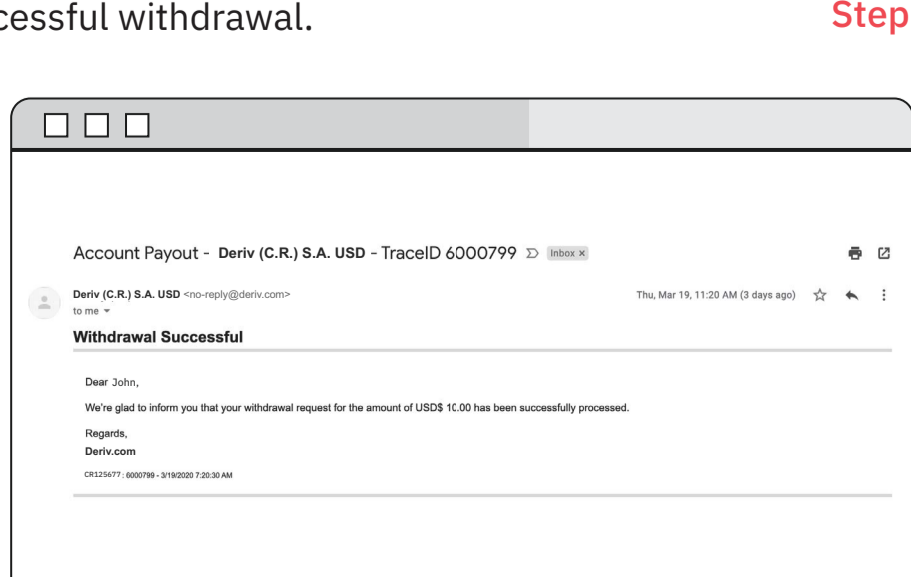 cessful withdrawal.
Step
Account Payout - Deriv (C.R.) S.A. USD - TraceID 6000799 Inbox x
Deriv (C.R.) S.A. USD <no-reply@deriv.com>
Thu, Mar 19, 11:20 AM (3 days ago)
to me
Withdrawal Successful
Dear John,
We're glad to inform you that your withdrawal request for the amount of USD$ 10.00 has been successfully processed.
Regards,
Deriv.com
CR125677: 6000799 - 3/19/2020 7:20:30 AM